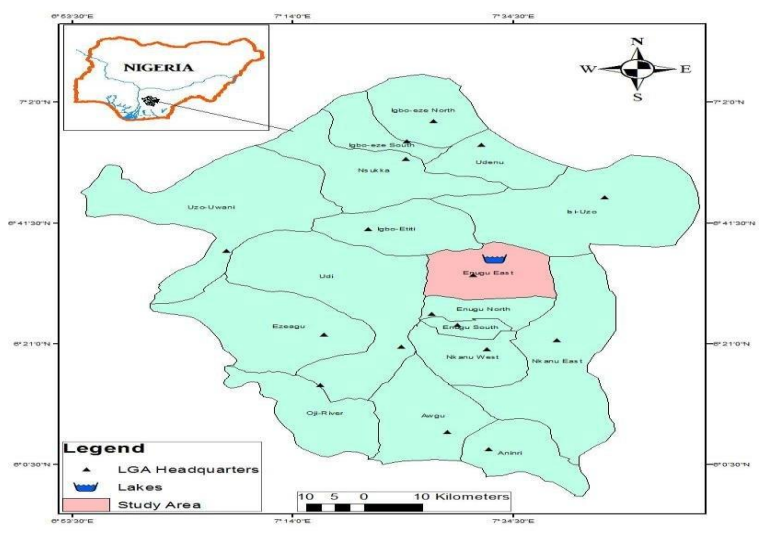 6°53'30"E 7°14'0"E 7°34'30"E
N
NIGERIA
W E
S
7°2'0"N 7°2'0"N
Igbo-eze North
Igbo-eze South
Udenu
Nsukka
Uzo-Uwani
Isi-Uzo
6°41'30"N 6°41'30"N
Igbo-Etiti
Udi
Enugu East
Enugu North
Ezeagu
Enugu South
6°21'0"N 6°21'0"N
Nkanu West
Nkanu East
Oji-River
Awgu
Aninri
Legend
LGA Headquarters
Lakes
Study Area
6°0'30"N 6°0'30"N
10 5 0 10 Kilometers
6°53'30"E 7°14'0"E 7°34'30"E